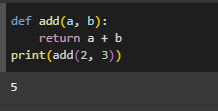 def add(a, b):
    return a + b
print(add(2, 3))
5